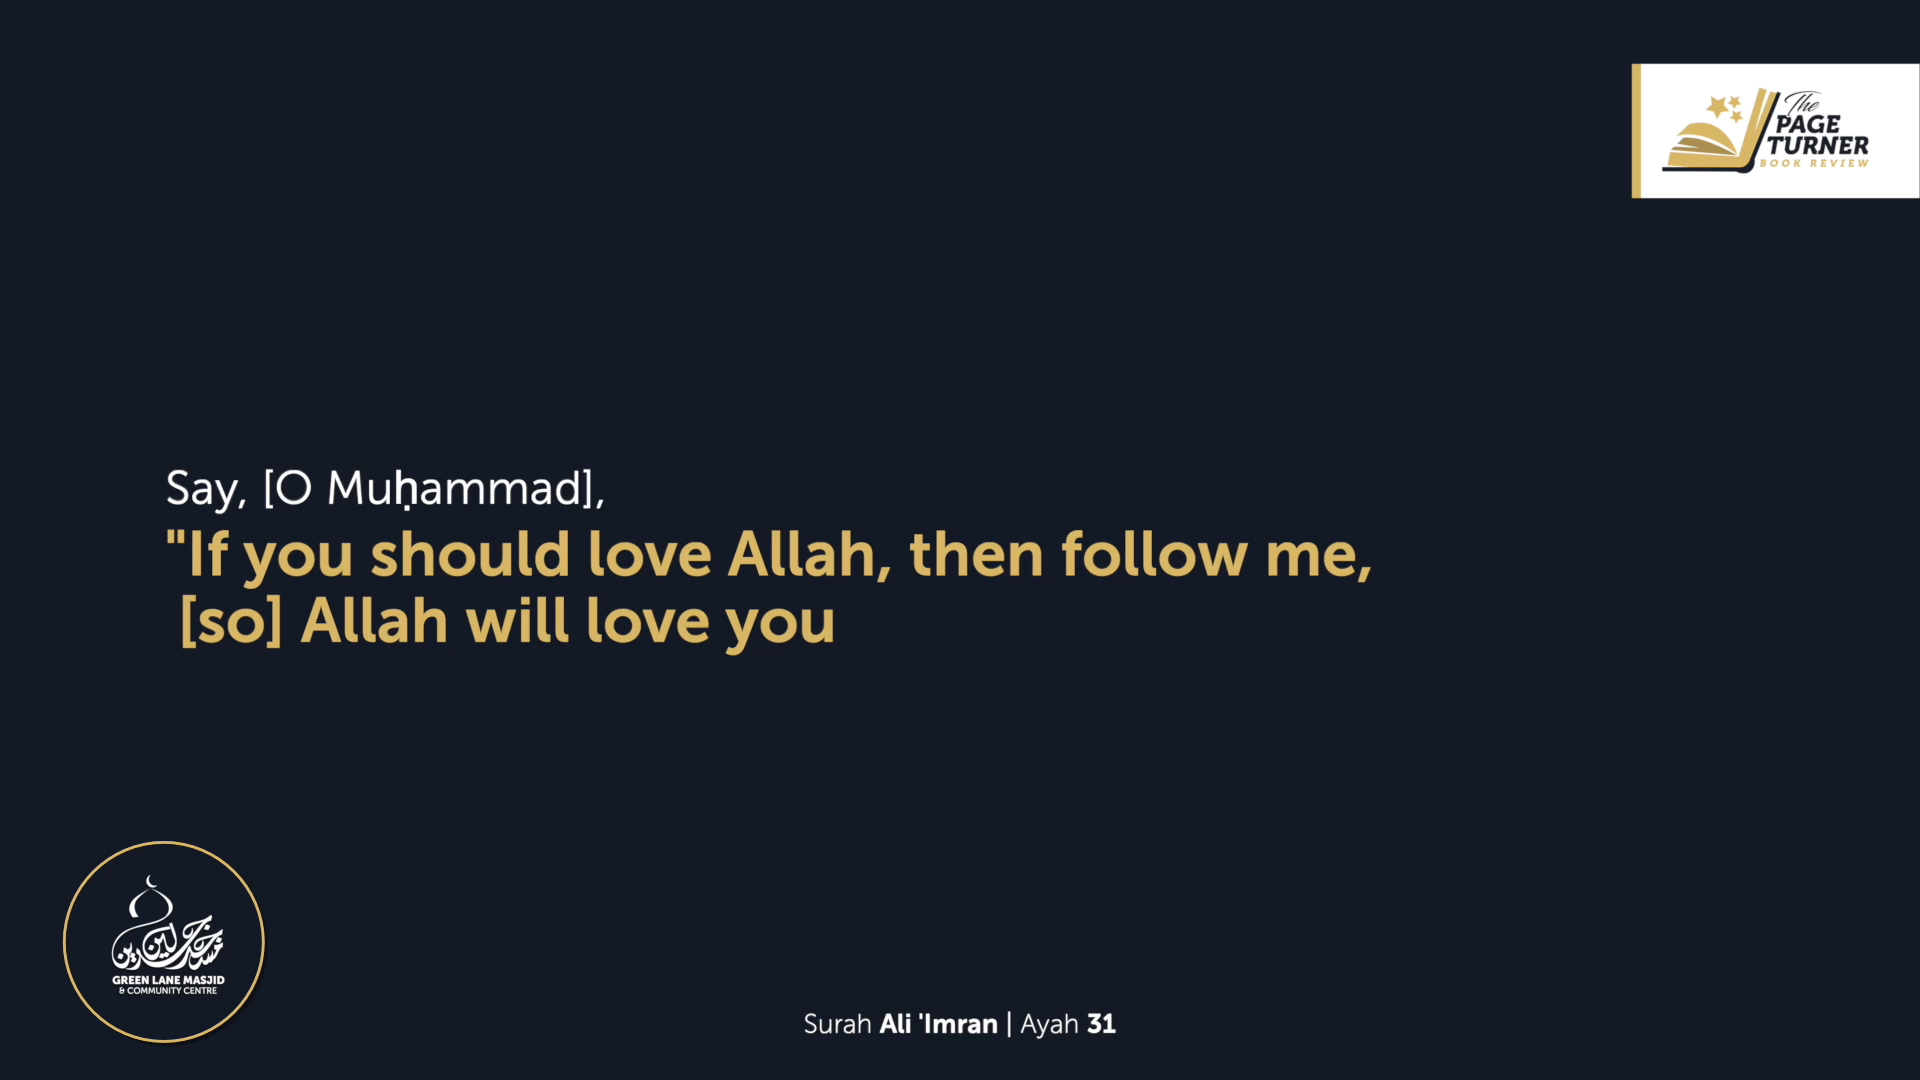 The
PAGE
TURNER
BOOK REVIEW
Say, [O Muḥammad],
"If you should love Allah, then follow me,
[so] Allah will love you
GREEN LANE MASJID
& COMMUNITY CENTRE
Surah Ali 'Imran | Ayah 31